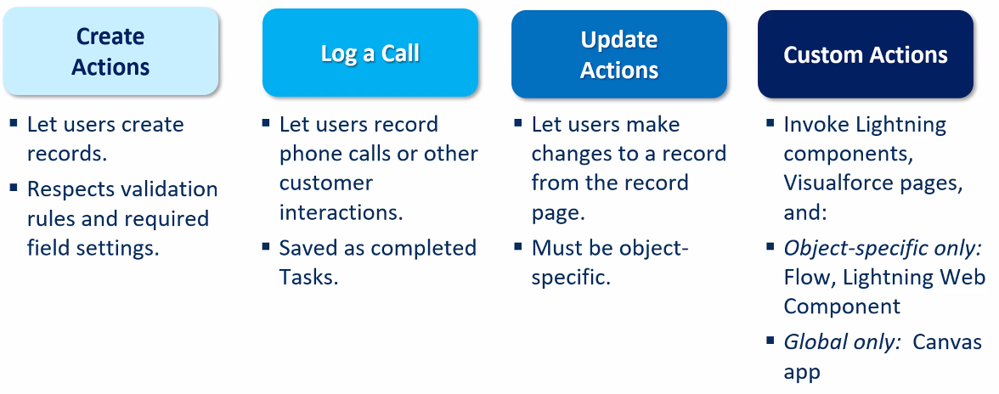 Create
Actions
▪ Let users create
records.
▪ Respects validation
rules and required
field settings.
Log a Call
▪ Let users record
phone calls or other
customer
interactions.
▪ Saved as completed
Tasks.
Update
Actions
▪ Let users make
changes to a record
from the record
page.
▪ Must be object-
specific.
Custom Actions
▪ Invoke Lightning
components,
Visualforce pages,
and:
▪ Object-specific only:
Flow, Lightning Web
Component
▪ Global only: Canvas
app